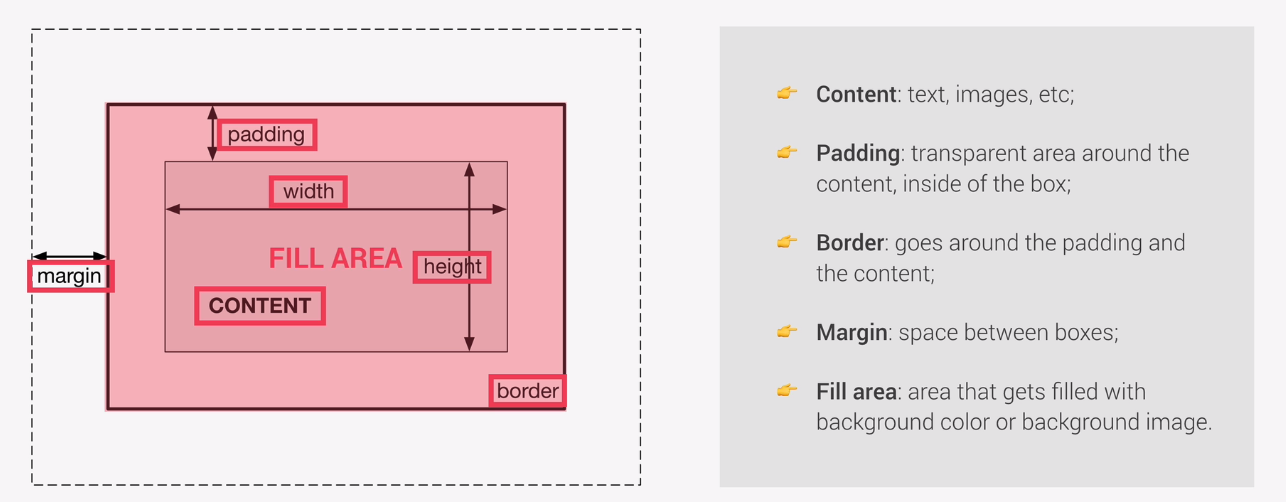 padding
width
FILL AREA
height
margin
CONTENT
border
Content: text, images, etc;
Padding: transparent area around the
content, inside of the box;
Border: goes around the padding and
the content;
Margin: space between boxes;
Fill area: area that gets filled with
background color or background image.